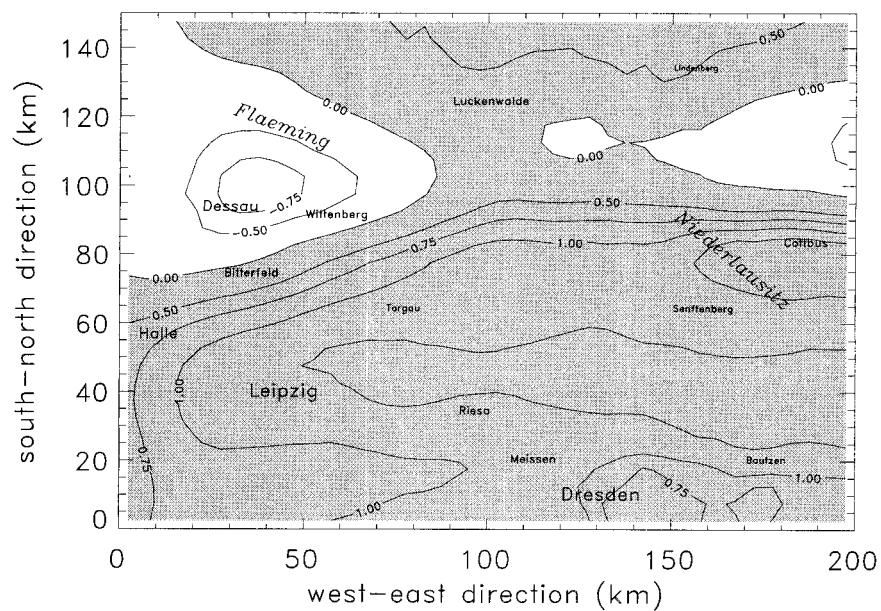 140
120
100
80
60
40
20
0
south-north direction (km)
0.50
Lindenberg
0.00
Luckenwalde
0.00
Flaeming
0.00
Dessau
-0.75
Wittenberg
-0.50
0.50
Niederlausitz
0.75
1.00
Cottbus
0.00
Bitterfeld
0.50
Torgau
Senftenberg
Halle
1.00
Leipzig
Riesa
0.75
Meissen
Bautzen
1.00
Dresden
0.75
1.00
0
50
100
150
200
west-east direction (km)